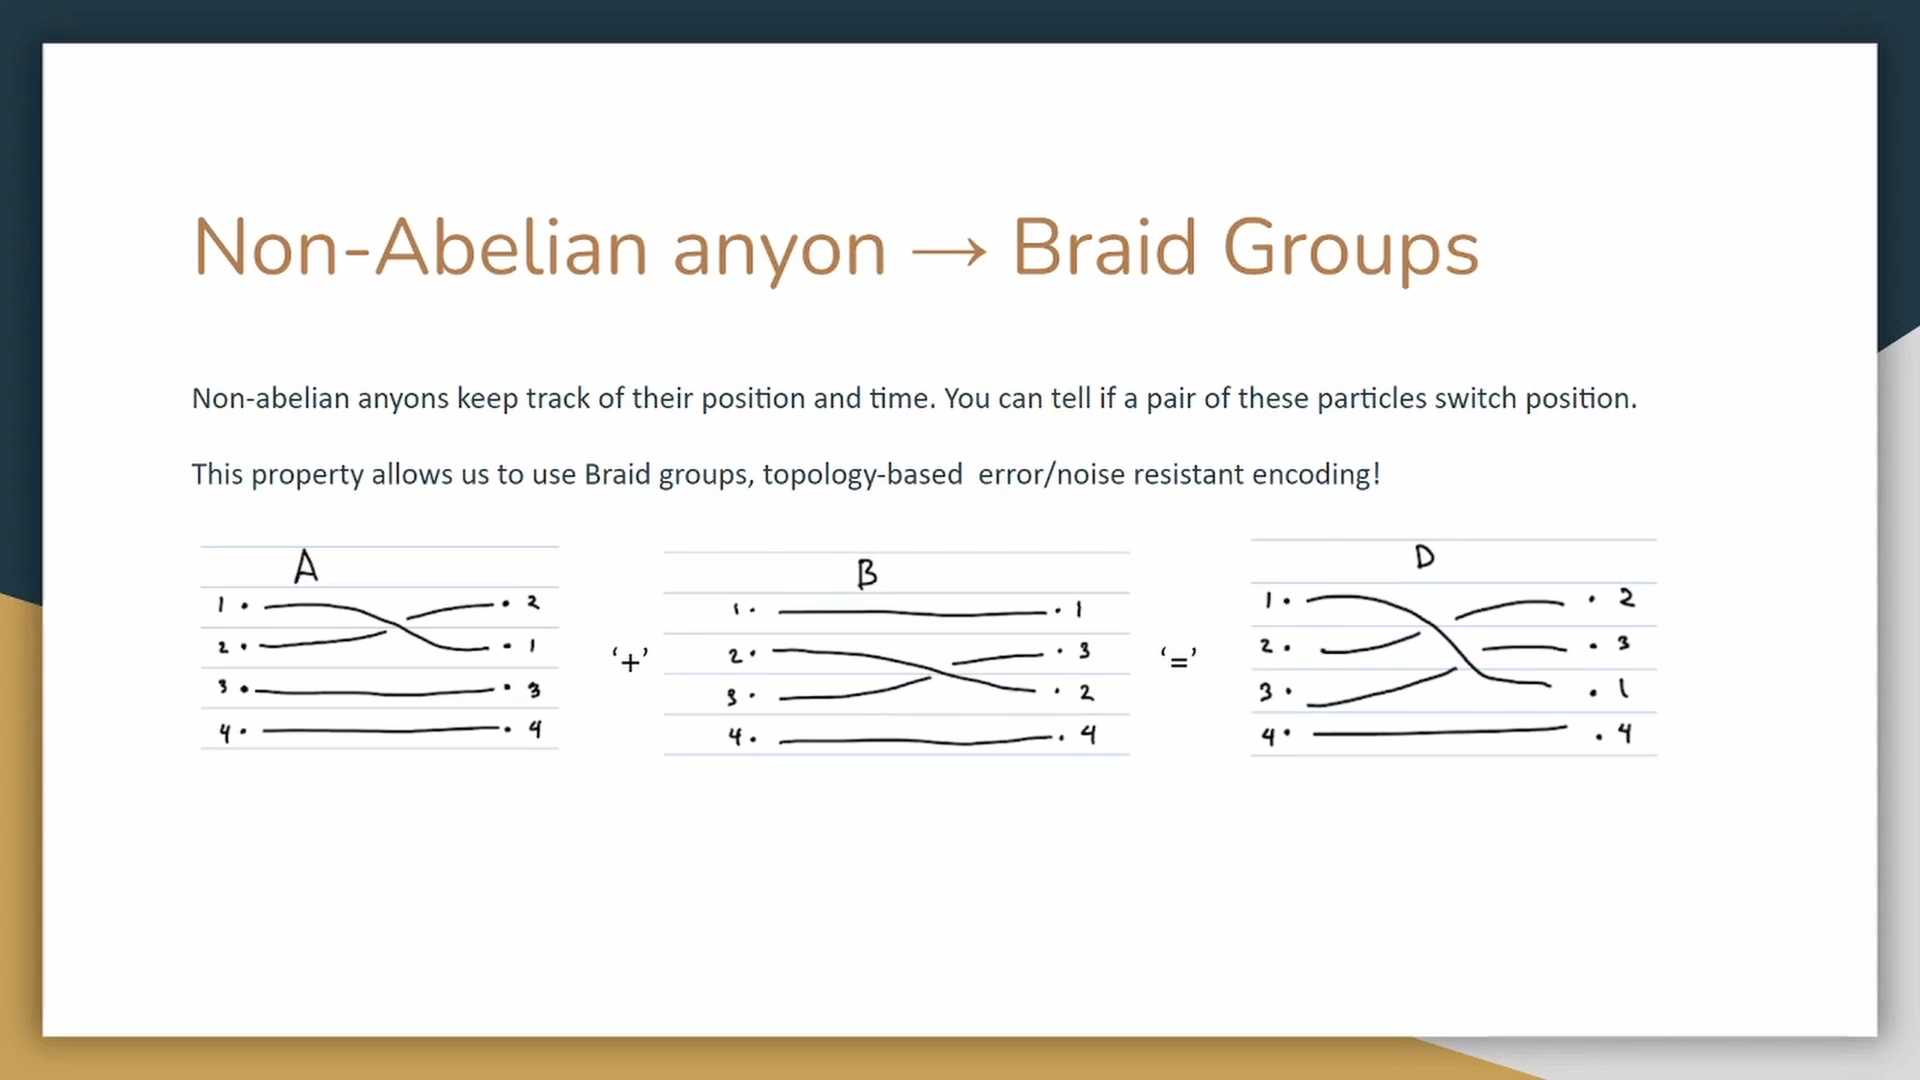 Non-Abelian anyon → Braid Groups
Non-abelian anyons keep track of their position and time. You can tell if a pair of these particles switch position.
This property allows us to use Braid groups, topology-based  error/noise resistant encoding!
A
1 2
2 1
3 3
4 4
‘+’
B
1 1
2 3
3 2
4 4
‘=’
D
1 2
2 3
3 1
4 4